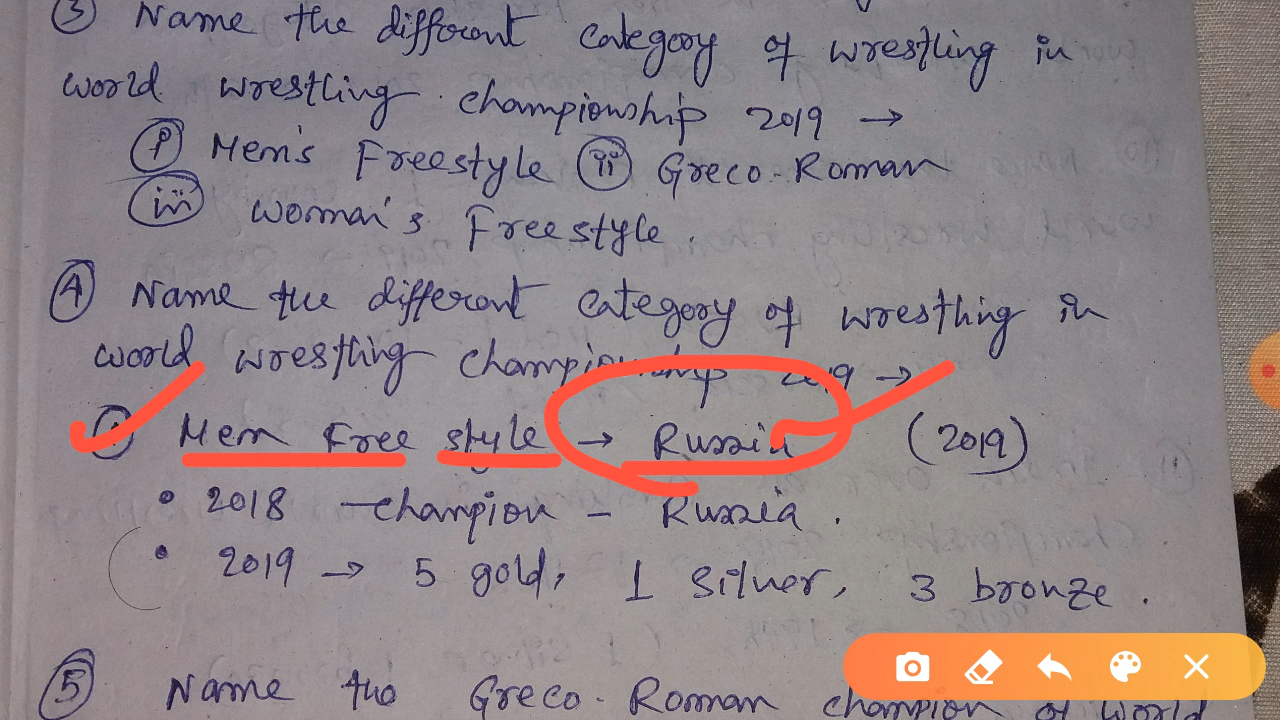 ③ Name the different category of wrestling in
world wrestling championship 2019 →
(i) Men's Freestyle (ii) Greco-Roman
(iii) Woman's Freestyle.
④ Name the different category of wrestling in
world wrestling championship 2019 →
(i) Men Free style → Russia (2019)
• 2018 - champion - Russia.
• 2019 → 5 gold, 1 Silver, 3 bronze.
⑤ Name the Greco-Roman champion of World